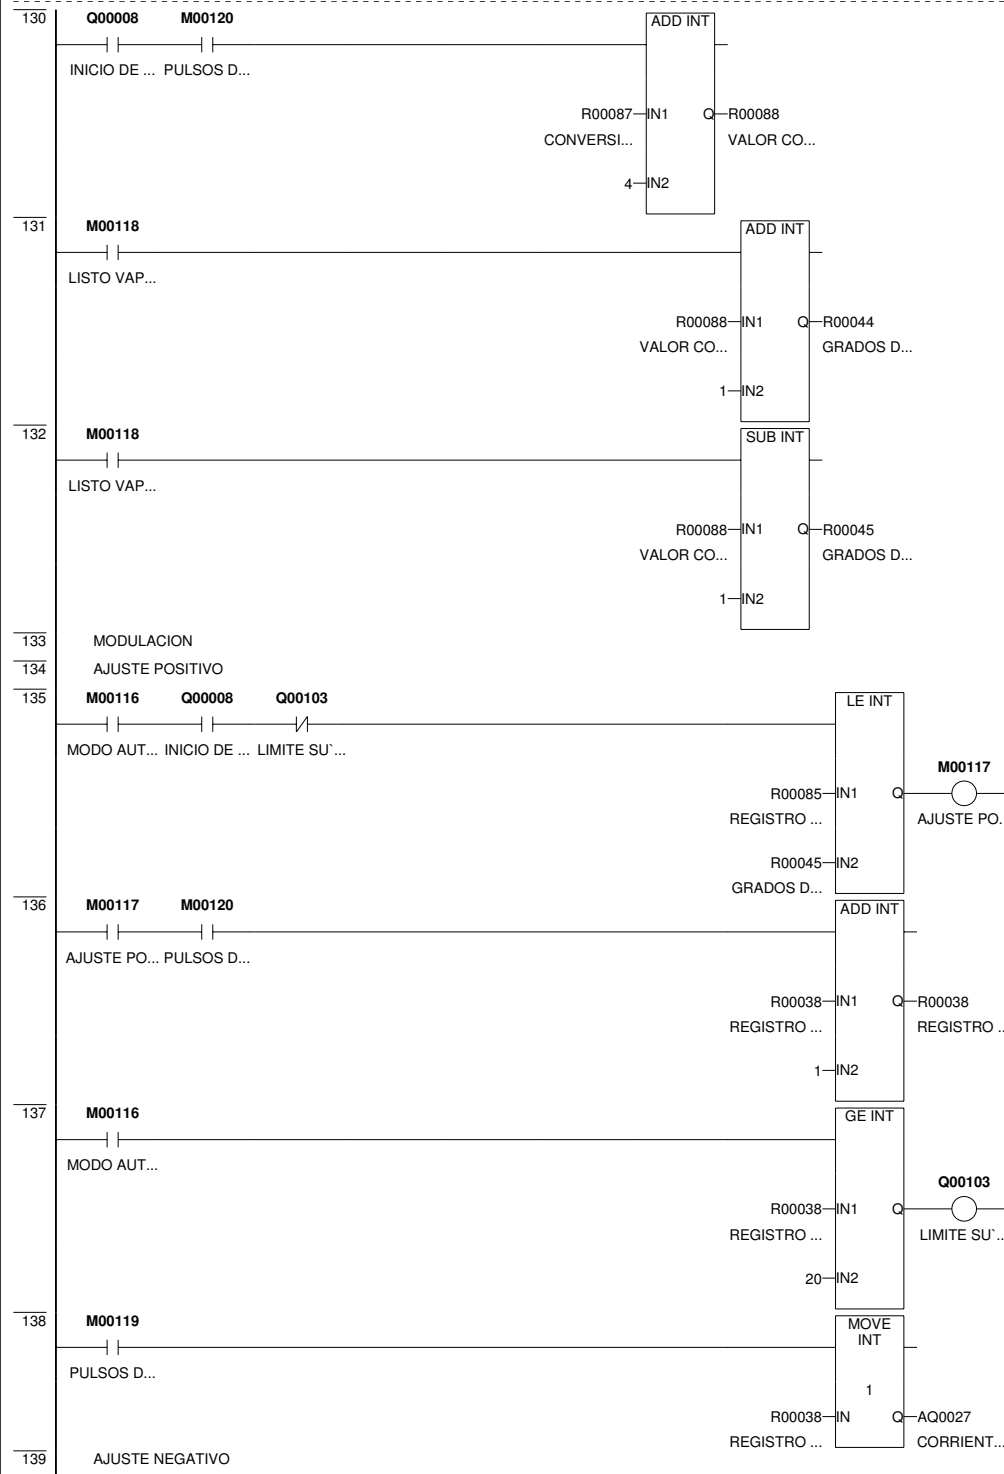 130 Q00008 M00120 ADD INT
INICIO DE ... PULSOS D...
R00087 IN1 Q R00088
CONVERSI... VALOR CO...
4 IN2
131 M00118 ADD INT
LISTO VAP...
R00088 IN1 Q R00044
VALOR CO... GRADOS D...
1 IN2
132 M00118 SUB INT
LISTO VAP...
R00088 IN1 Q R00045
VALOR CO... GRADOS D...
1 IN2
133 MODULACION
134 AJUSTE POSITIVO
135 M00116 Q00008 Q00103 LE INT
MODO AUT... INICIO DE ... LIMITE SU`...
M00117
R00085 IN1 Q
REGISTRO ... AJUSTE PO.
R00045 IN2
GRADOS D...
136 M00117 M00120 ADD INT
AJUSTE PO... PULSOS D...
R00038 IN1 Q R00038
REGISTRO ... REGISTRO ..
1 IN2
137 M00116 GE INT
MODO AUT...
Q00103
R00038 IN1 Q
REGISTRO ... LIMITE SU`..
20 IN2
138 M00119 MOVE
INT
PULSOS D...
1
R00038 IN Q AQ0027
REGISTRO ... CORRIENT...
139 AJUSTE NEGATIVO